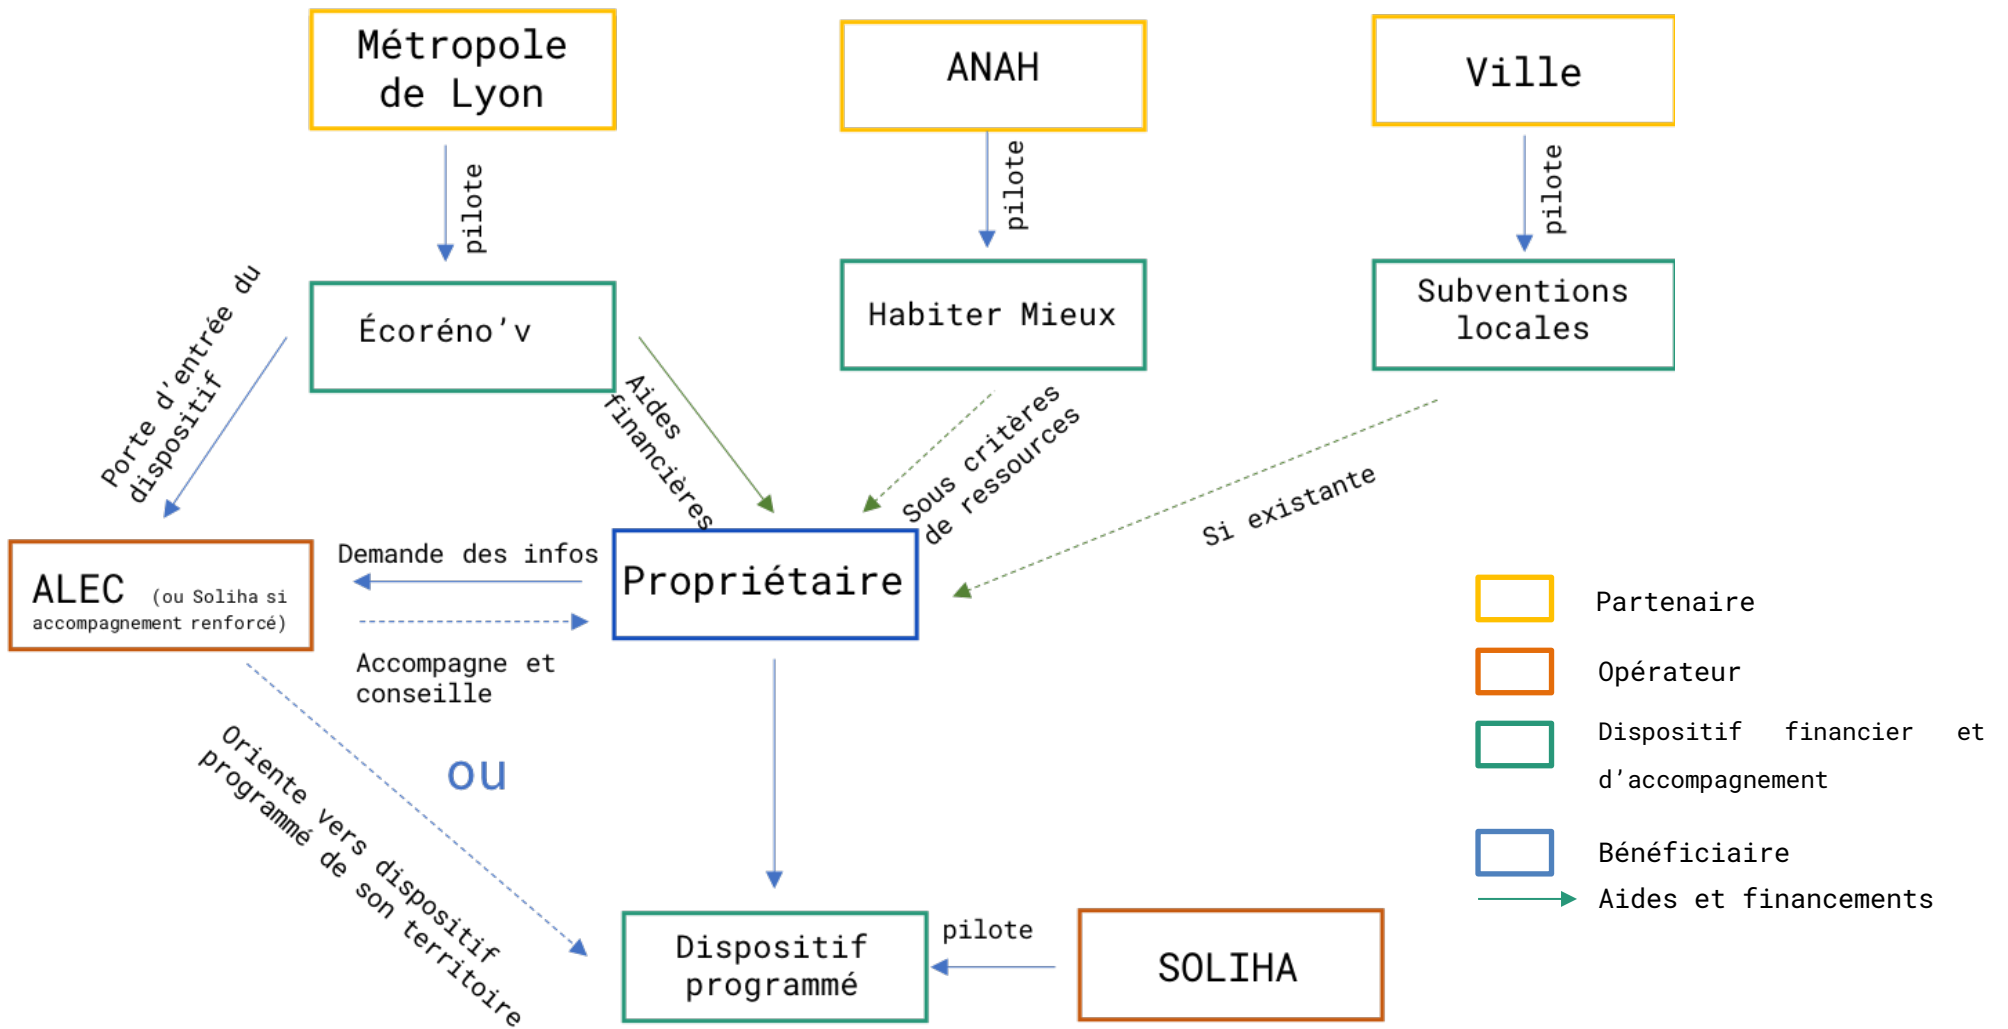 Métropole
de Lyon
ANAH
Ville
pilote
pilote
pilote
Écoréno’v
Habiter Mieux
Subventions
locales
Porte d’entrée du
dispositif
Aides
financières
Sous critères
de ressources
Si existante
ALEC (ou Soliha si
accompagnement renforcé)
Demande des infos
Propriétaire
Accompagne et
conseille
ou
Oriente vers dispositif
programmé de son territoire
Dispositif
programmé
pilote
SOLIHA
Partenaire
Opérateur
Dispositif financier et
d’accompagnement
Bénéficiaire
Aides et financements